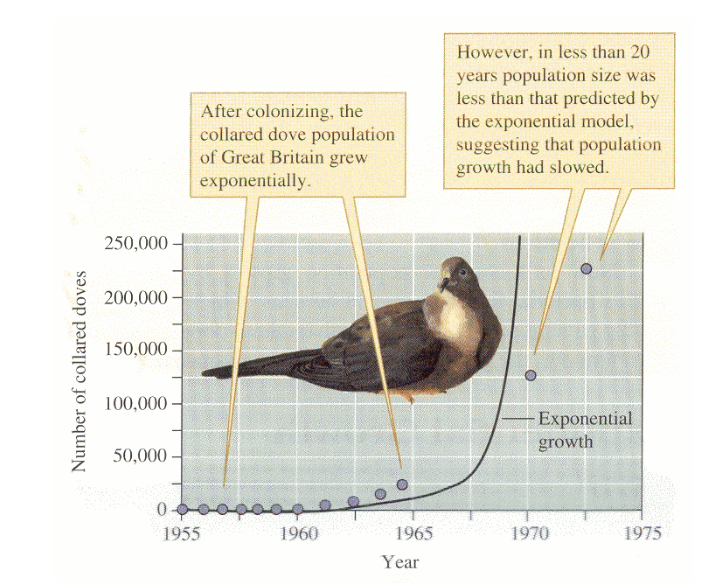 However, in less than 20
years population size was
less than that predicted by
the exponential model,
suggesting that population
growth had slowed.
After colonizing, the
collared dove population
of Great Britain grew
exponentially.
Number of collared doves
250,000
200,000
150,000
100,000
50,000
0
Exponential
growth
1955
1960
1965
1970
1975
Year